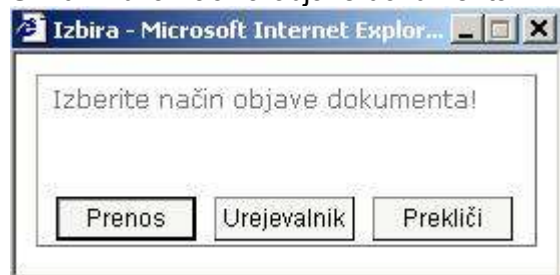 Izbira - Microsoft Internet Explor...
Izberite način objave dokumenta!
Prenos Urejevalnik Prekliči